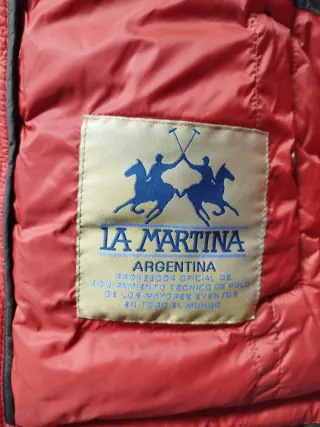 LA MARTINA
ARGENTINA
PROVEEDOR OFICIAL DE
EQUIPAMIENTO TECNICO DE POLO
DE LOS MAYORES EVENTOS
EN TODO EL MUNDO